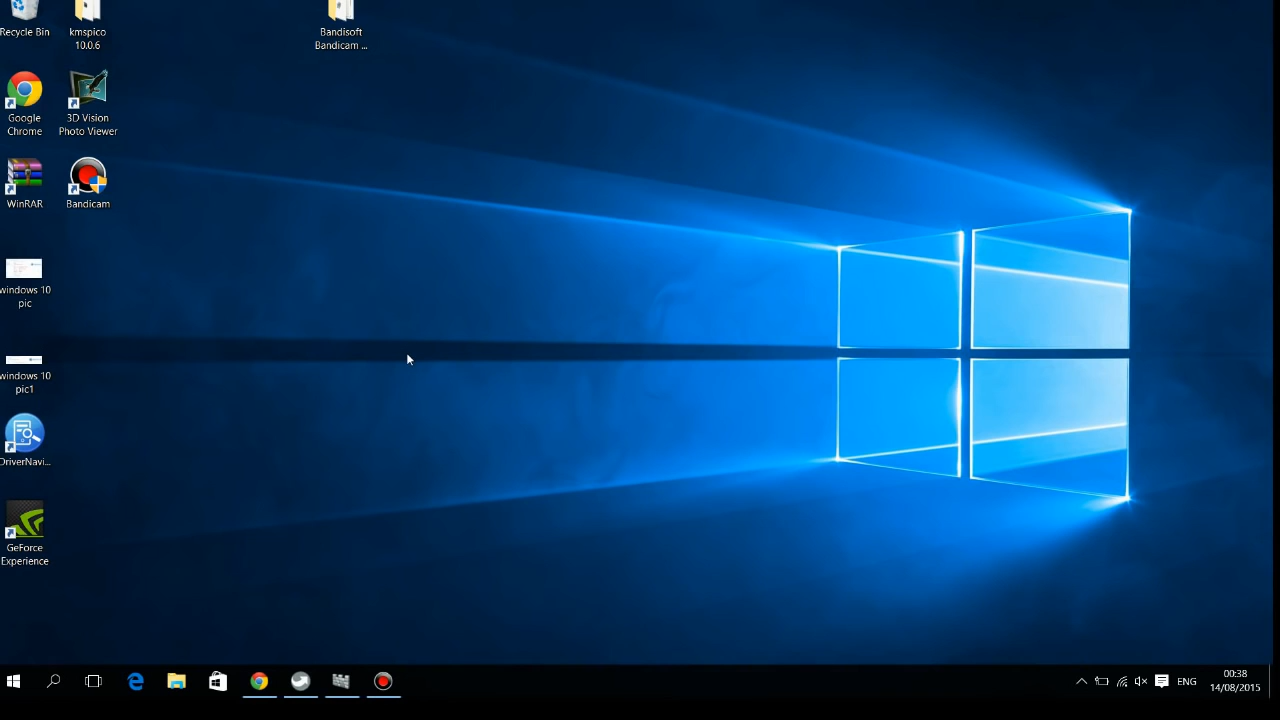 Recycle Bin
kmspico
10.0.6
Bandisoft
Bandicam ...
Google
Chrome
3D Vision
Photo Viewer
WinRAR
Bandicam
windows 10
pic
windows 10
pic1
DriverNavi...
GeForce
Experience
ENG
00:38
14/08/2015